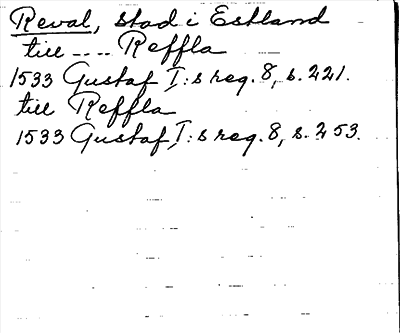 Reval, stad i Estland
till .... Reffla
1533 Gustaf I:s reg. 8, s. 221.
till Reffla
1533 Gustaf I:s reg. 8, s. 253.